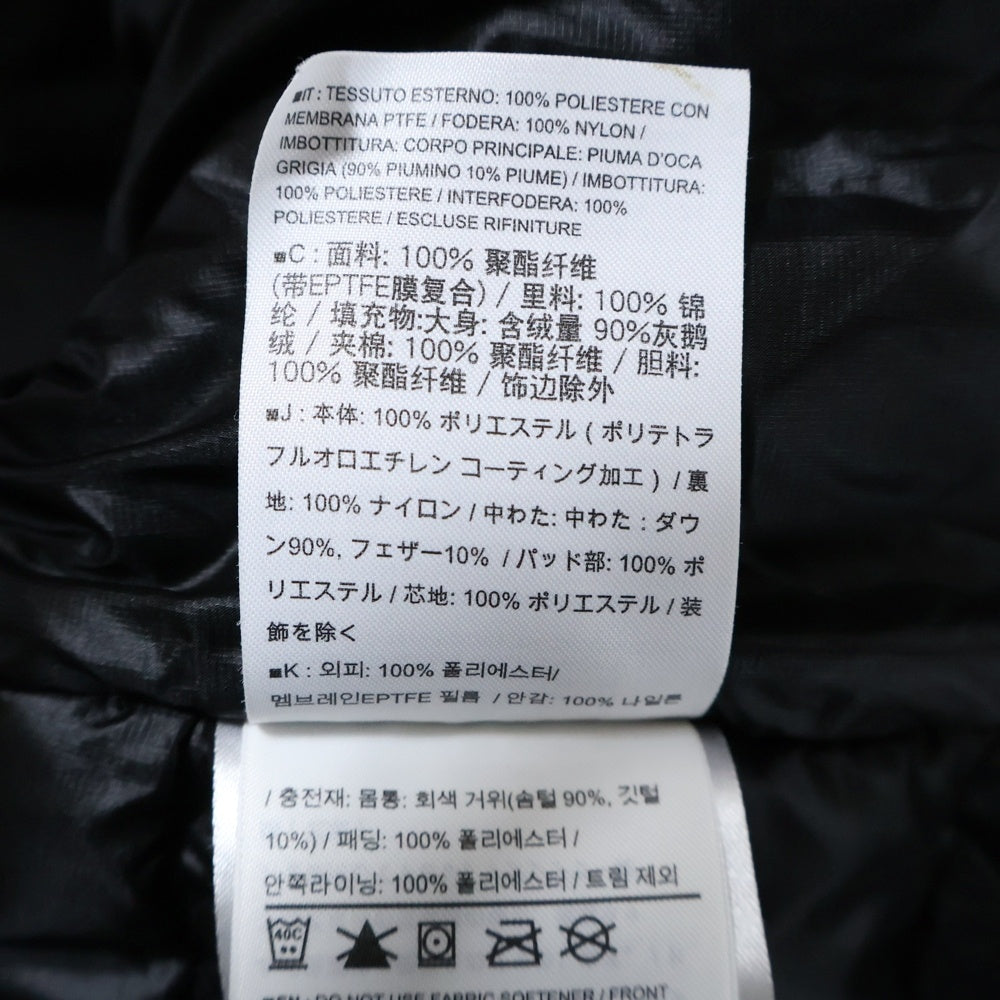 ■IT : TESSUTO ESTERNO: 100% POLIESTERE CON
MEMBRANA PTFE / FODERA: 100% NYLON /
IMBOTTITURA: CORPO PRINCIPALE: PIUMA D'OCA
GRIGIA (90% PIUMINO 10% PIUME) / IMBOTTITURA:
100% POLIESTERE / INTERFODERA: 100%
POLIESTERE / ESCLUSE RIFINITURE
■C : 面料: 100% 聚酯纤维
(带EPTFE膜复合) / 里料: 100% 锦
纶 / 填充物:大身: 含绒量 90%灰鹅
绒 / 夹棉: 100% 聚酯纤维 / 胆料:
100% 聚酯纤维 / 饰边除外
■J : 本体: 100% ポリエステル ( ポリテトラ
フルオロエチレン コーティング加工 ) / 裏
地: 100% ナイロン / 中わた: 中わた : ダウ
ン90%, フェザー10% / パッド部: 100% ポ
リエステル / 芯地: 100% ポリエステル / 装
飾を除く
■K : 외피: 100% 폴리에스터/
멤브레인EPTFE 필름 / 안감: 100% 나일론
/ 충전재: 몸통: 회색 거위(솜털 90%, 깃털
10%) / 패딩: 100% 폴리에스터 /
안쪽라이닝: 100% 폴리에스터 / 트림 제외
40C
■EN : DO NOT USE FABRIC SOFTENER / FRONT